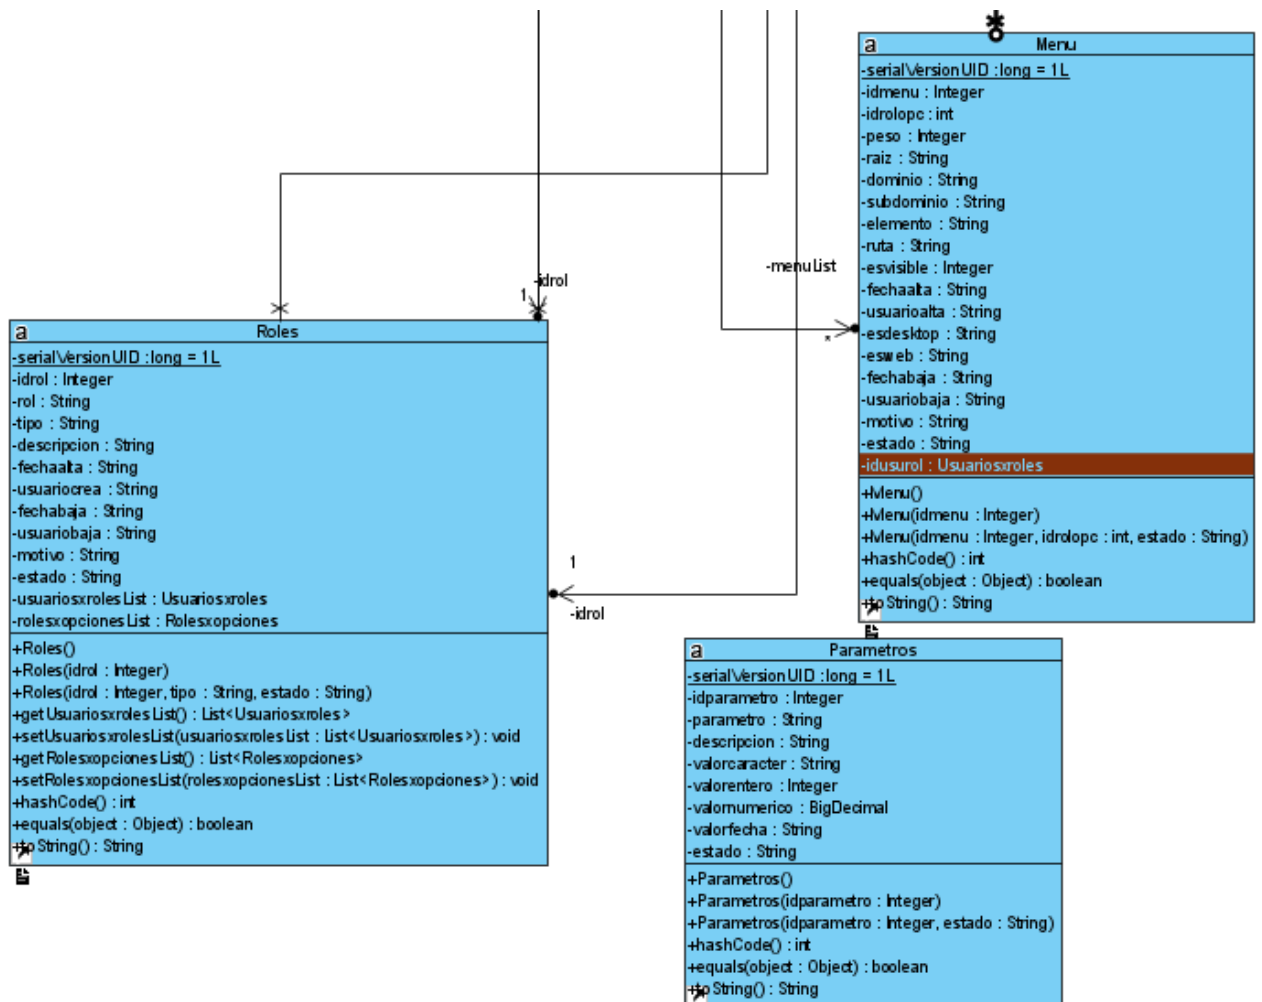 a Menu
-serialVersionUID : long = 1L
-idmenu : Integer
-idrolopc : int
-peso : Integer
-raiz : String
-dominio : String
-subdominio : String
-elemento : String
-ruta : String
-esvisible : Integer
-fechaalta : String
-usuarioalta : String
-esdesktop : String
-esweb : String
-fechabaja : String
-usuariobaja : String
-motivo : String
-estado : String
-idusurol : Usuariosxroles
+Menu()
+Menu(idmenu : Integer)
+Menu(idmenu : Integer, idrolopc : int, estado : String)
+hashCode() : int
+equals(object : Object) : boolean
+toString() : String
-menuList
*
-idrol
1
a Roles
-serialVersionUID : long = 1L
-idrol : Integer
-rol : String
-tipo : String
-descripcion : String
-fechaalta : String
-usuariocrea : String
-fechabaja : String
-usuariobaja : String
-motivo : String
-estado : String
-usuariosxrolesList : Usuariosxroles
-rolesxopcionesList : Rolesxopciones
+Roles()
+Roles(idrol : Integer)
+Roles(idrol : Integer, tipo : String, estado : String)
+getUsuariosxrolesList() : List<Usuariosxroles>
+setUsuariosxrolesList(usuariosxrolesList : List<Usuariosxroles>) : void
+getRolesxopcionesList() : List<Rolesxopciones>
+setRolesxopcionesList(rolesxopcionesList : List<Rolesxopciones>) : void
+hashCode() : int
+equals(object : Object) : boolean
+toString() : String
1
-idrol
a Parametros
-serialVersionUID : long = 1L
-idparametro : Integer
-parametro : String
-descripcion : String
-valorcaracter : String
-valorentero : Integer
-valornumerico : BigDecimal
-valorfecha : String
-estado : String
+Parametros()
+Parametros(idparametro : Integer)
+Parametros(idparametro : Integer, estado : String)
+hashCode() : int
+equals(object : Object) : boolean
+toString() : String